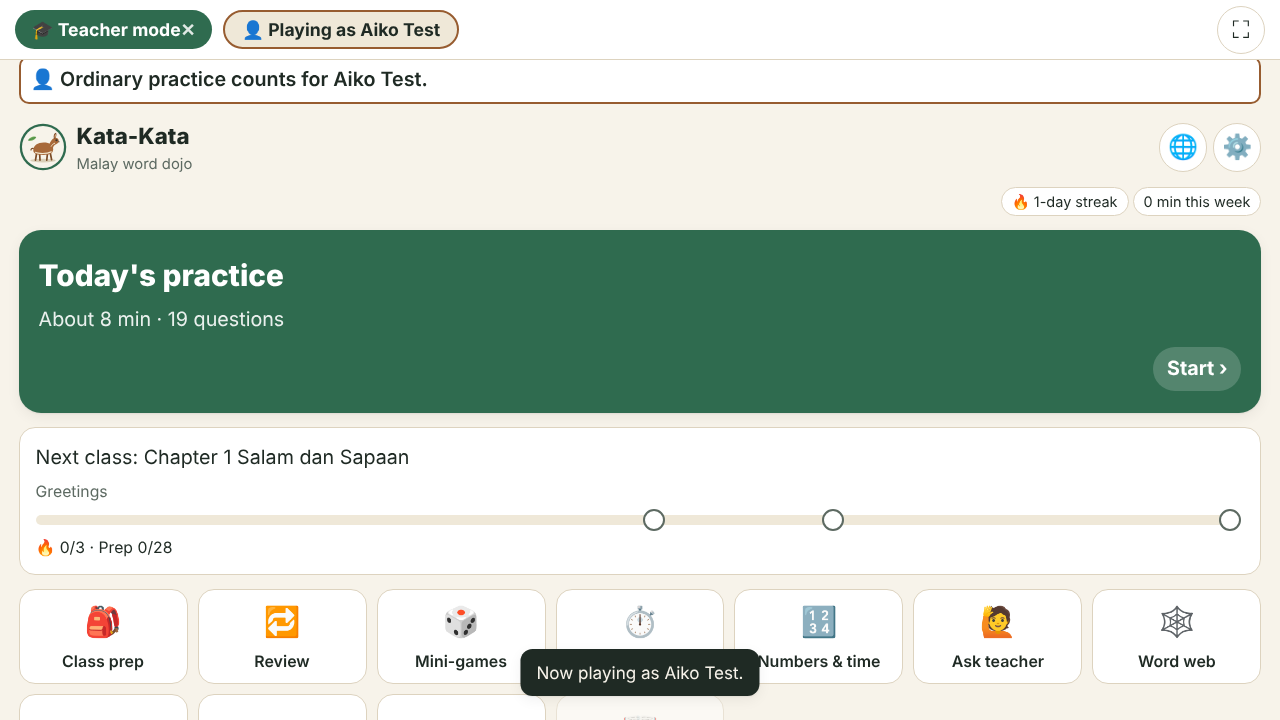 🎓 Teacher mode✕
👤 Playing as Aiko Test
👤 Ordinary practice counts for Aiko Test.
Kata-Kata
Malay word dojo
🔥 1-day streak
0 min this week
Today's practice
About 8 min · 19 questions
Start ›
Next class: Chapter 1 Salam dan Sapaan
Greetings
🔥 0/3 · Prep 0/28
Class prep
Review
Mini-games
Numbers & time
Ask teacher
Word web
Now playing as Aiko Test.